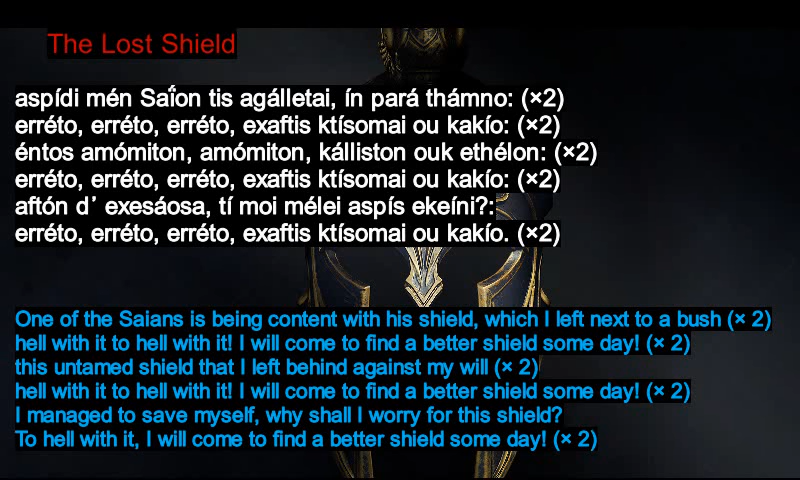 The Lost Shield
aspídi mén Saḯon tis agálletai, ín pará thámno: (×2)
erréto, erréto, erréto, exaftis ktísomai ou kakío: (×2)
éntos amómiton, amómiton, kálliston ouk ethélon: (×2)
erréto, erréto, erréto, exaftis ktísomai ou kakío: (×2)
aftón d’ exesáosa, tí moi mélei aspís ekeíni?:
erréto, erréto, erréto, exaftis ktísomai ou kakío. (×2)
One of the Saians is being content with his shield, which I left next to a bush (× 2)
hell with it to hell with it! I will come to find a better shield some day! (× 2)
this untamed shield that I left behind against my will (× 2)
hell with it to hell with it! I will come to find a better shield some day! (× 2)
I managed to save myself, why shall I worry for this shield?
To hell with it, I will come to find a better shield some day! (× 2)